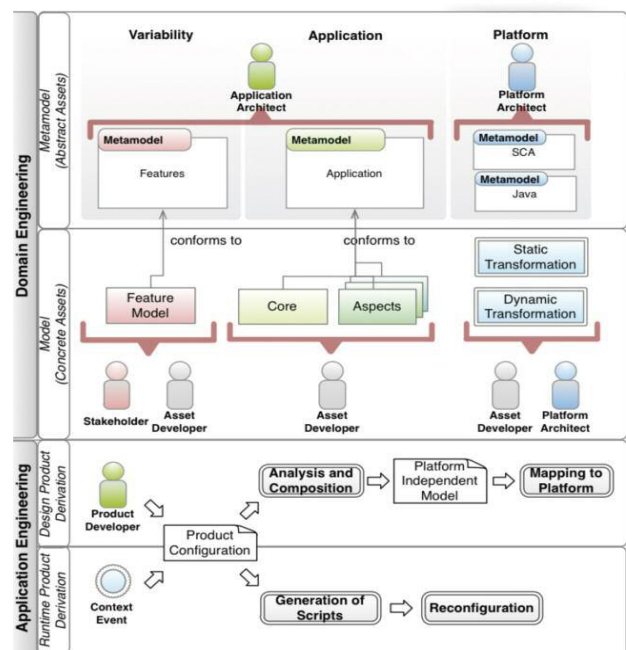 Variability
Application
Platform
Application
Architect
Platform
Architect
Metamodel
Features
Metamodel
Application
Metamodel
SCA
Metamodel
Java
Domain Engineering
Metamodel
(Abstract Assets)
conforms to
conforms to
Feature
Model
Core
Aspects
Static
Transformation
Dynamic
Transformation
Model
(Concrete Assets)
Stakeholder
Asset
Developer
Asset
Developer
Asset
Developer
Platform
Architect
Application Engineering
Design Product
Derivation
Product
Developer
Product
Configuration
Analysis and
Composition
Platform
Independent
Model
Mapping to
Platform
Runtime Product
Derivation
Context
Event
Generation of
Scripts
Reconfiguration